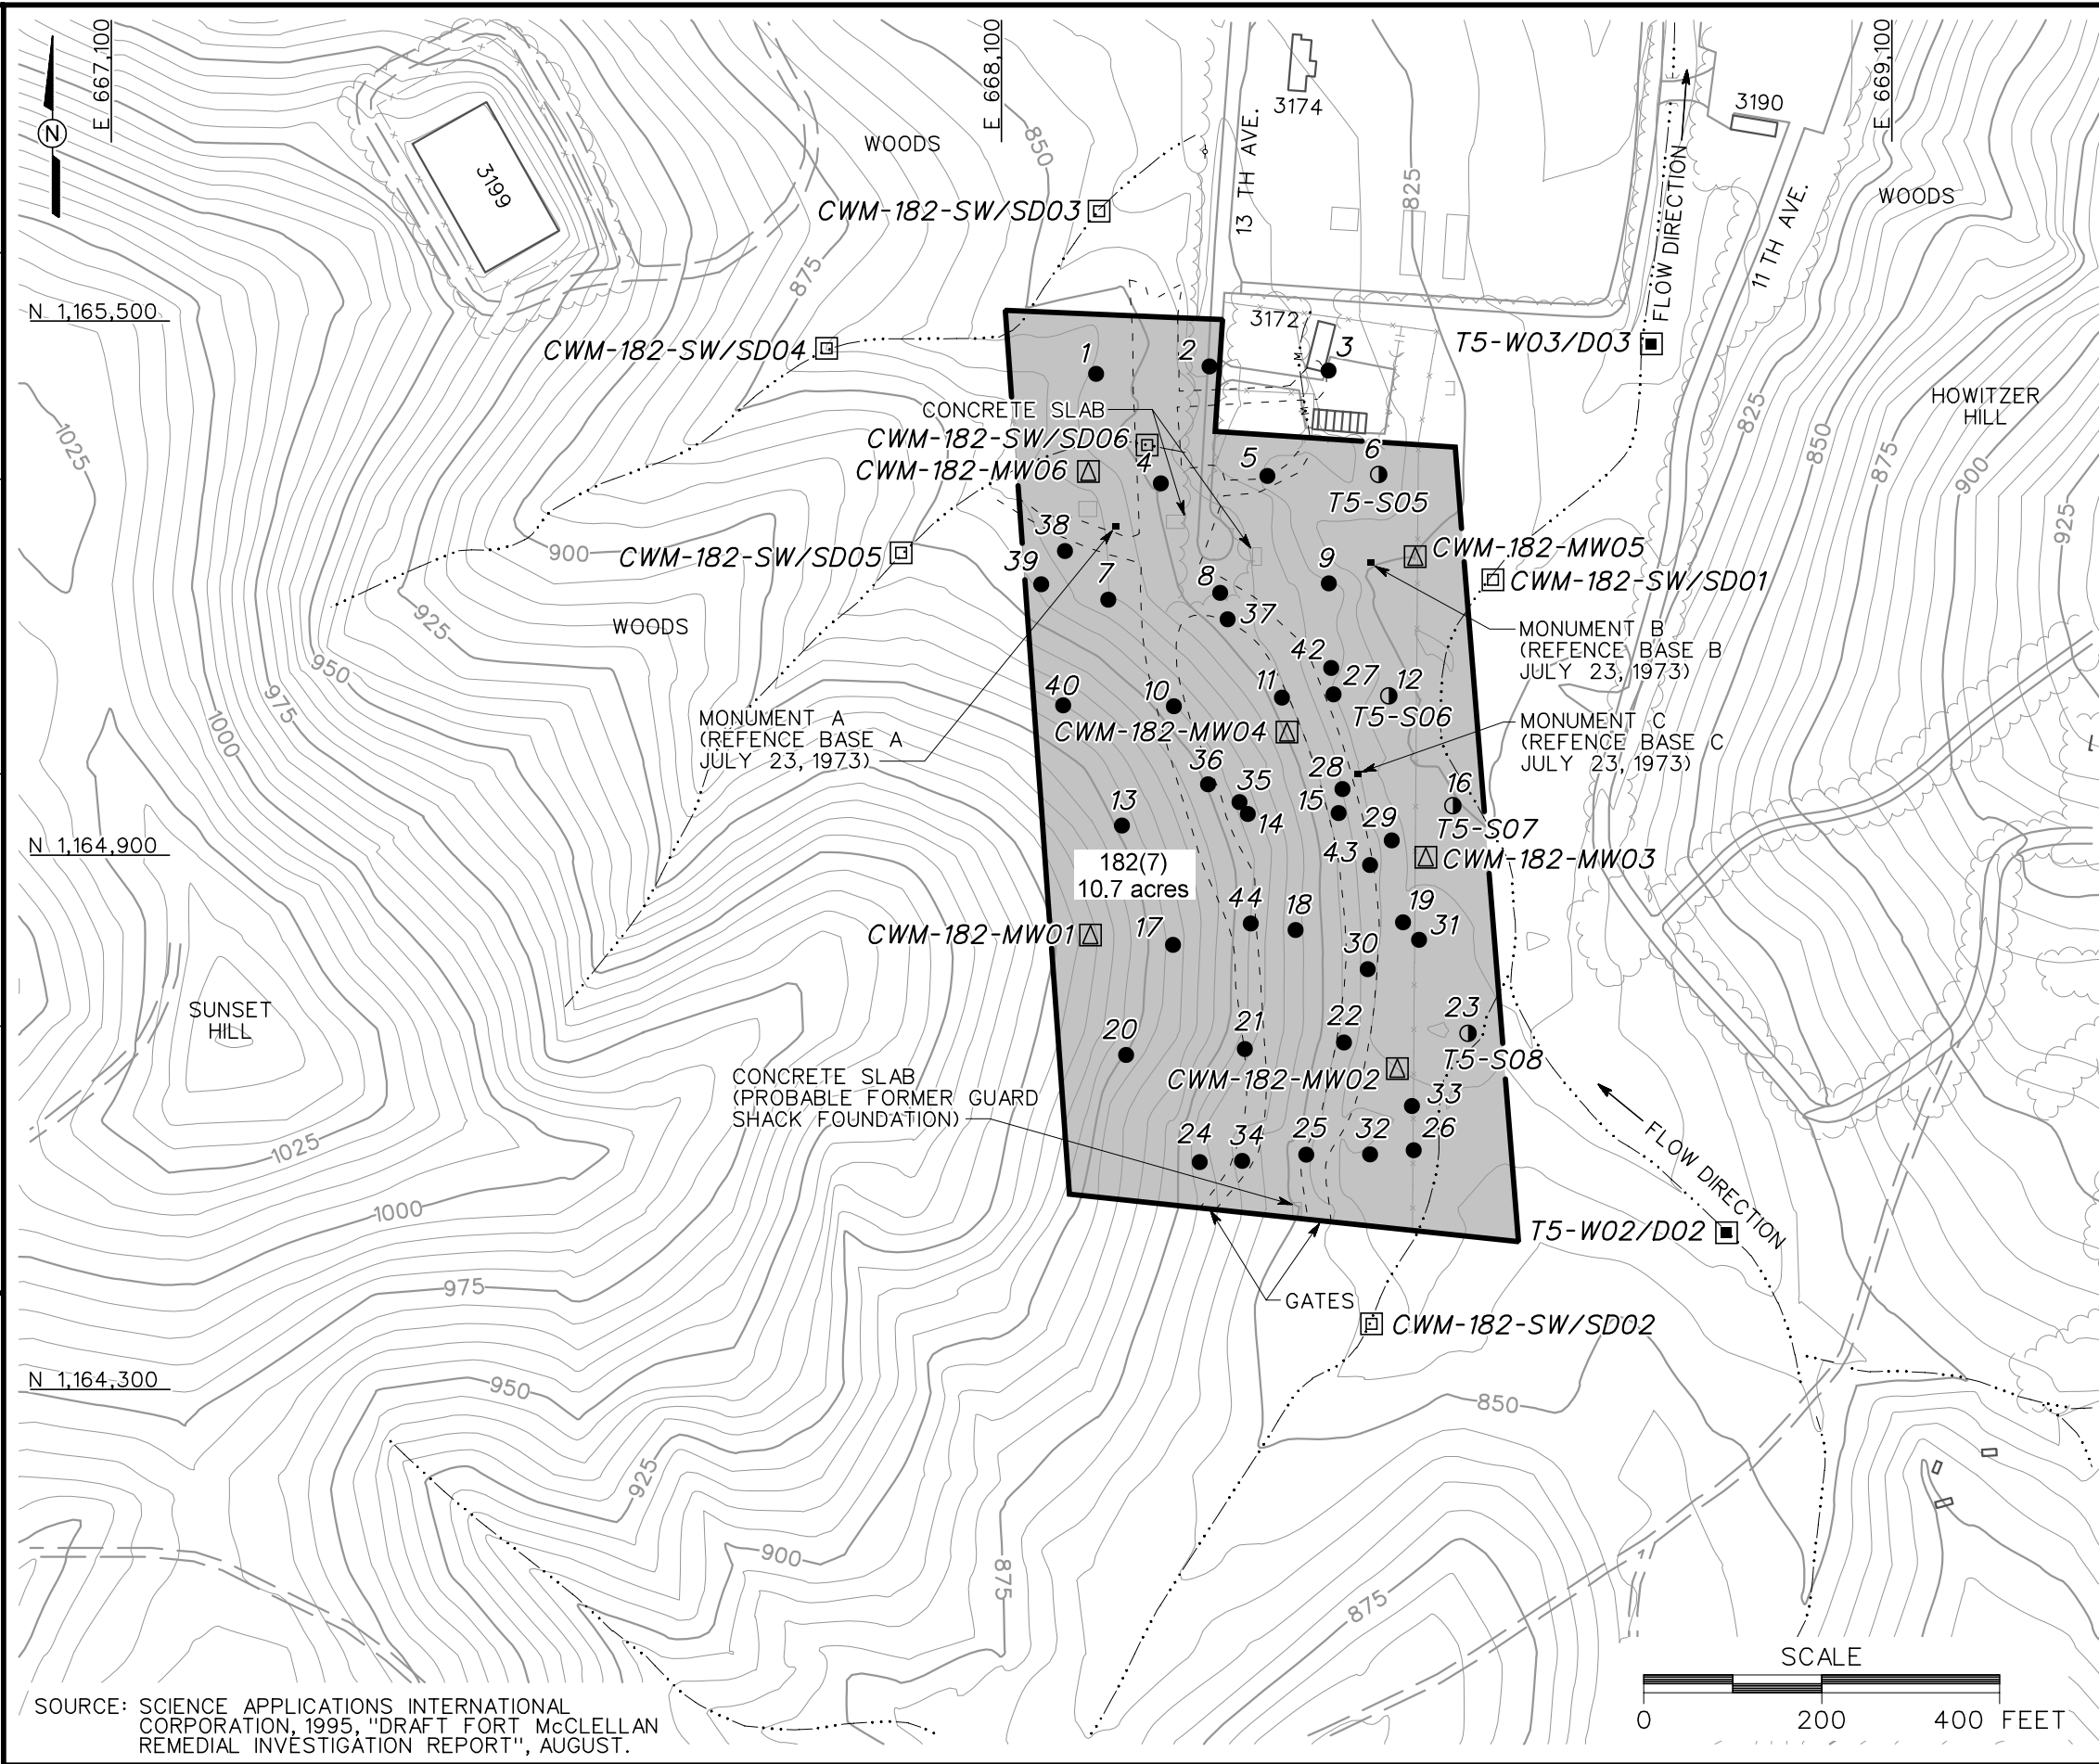 E 667,100
E 668,100
E 669,100
N
3199
WOODS
850
3174
13 TH AVE.
825
3190
FLOW DIRECTION
11 TH AVE.
WOODS
CWM-182-SW/SD03
875
N 1,165,500
CWM-182-SW/SD04
3172
1
2
3
T5-W03/D03
HOWITZER
HILL
825
850
875
900
925
1025
CONCRETE SLAB
CWM-182-SW/SD06
CWM-182-MW06
4
5
6
T5-S05
38
39
7
8
37
9
CWM-182-MW05
CWM-182-SW/SD01
900
CWM-182-SW/SD05
WOODS
925
950
975
1000
MONUMENT B
(REFENCE BASE B
JULY 23, 1973)
42
27
12
T5-S06
40
10
11
CWM-182-MW04
MONUMENT A
(REFENCE BASE A
JULY 23, 1973)
MONUMENT C
(REFENCE BASE C
JULY 23, 1973)
36
35
14
28
15
16
T5-S07
13
29
43
CWM-182-MW03
N 1,164,900
182(7)
10.7 acres
44
18
19
31
CWM-182-MW01
17
30
SUNSET
HILL
20
21
22
23
T5-S08
CONCRETE SLAB
(PROBABLE FORMER GUARD
SHACK FOUNDATION)
CWM-182-MW02
33
24
34
25
32
26
FLOW DIRECTION
1025
1000
T5-W02/D02
975
GATES
CWM-182-SW/SD02
N 1,164,300
950
850
925
900
875
875
SCALE
0 200 400 FEET
SOURCE: SCIENCE APPLICATIONS INTERNATIONAL
CORPORATION, 1995, "DRAFT FORT McCLELLAN
REMEDIAL INVESTIGATION REPORT", AUGUST.